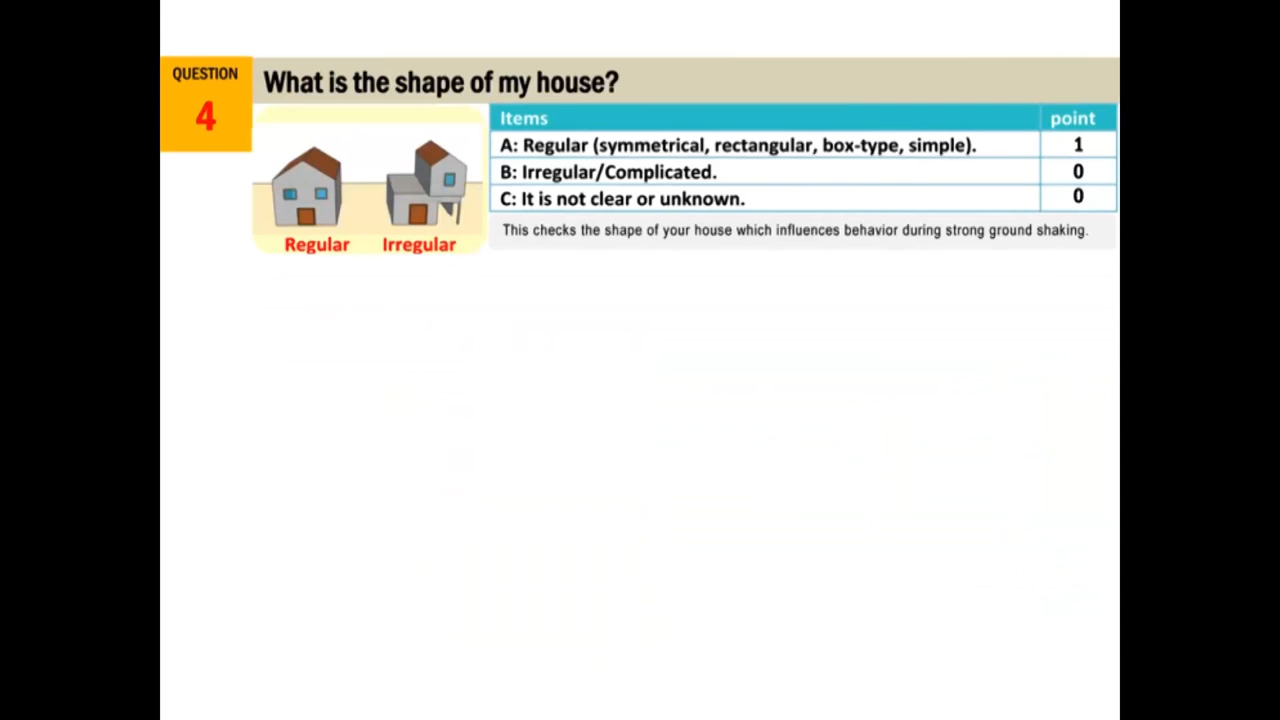 QUESTION
4
What is the shape of my house?
Items point
A: Regular (symmetrical, rectangular, box-type, simple). 1
B: Irregular/Complicated. 0
C: It is not clear or unknown. 0
This checks the shape of your house which influences behavior during strong ground shaking.
Regular Irregular